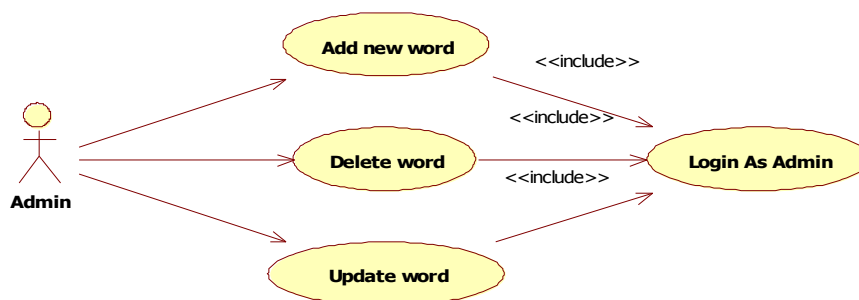 Add new word
<<include>>
<<include>>
Delete word
Login As Admin
<<include>>
Admin
Update word